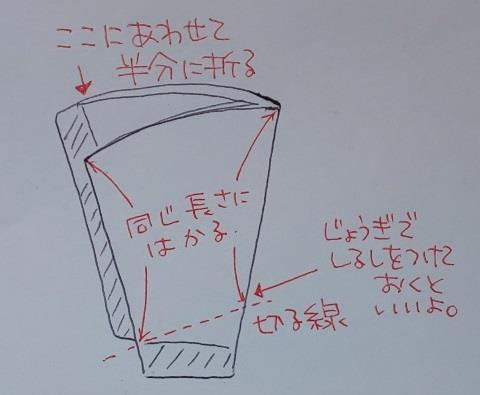 ここにあわせて
半分に折る
同じ長さに
はかる.
じょうぎで
しるしをつけて
おくと
いいよ。
切る線